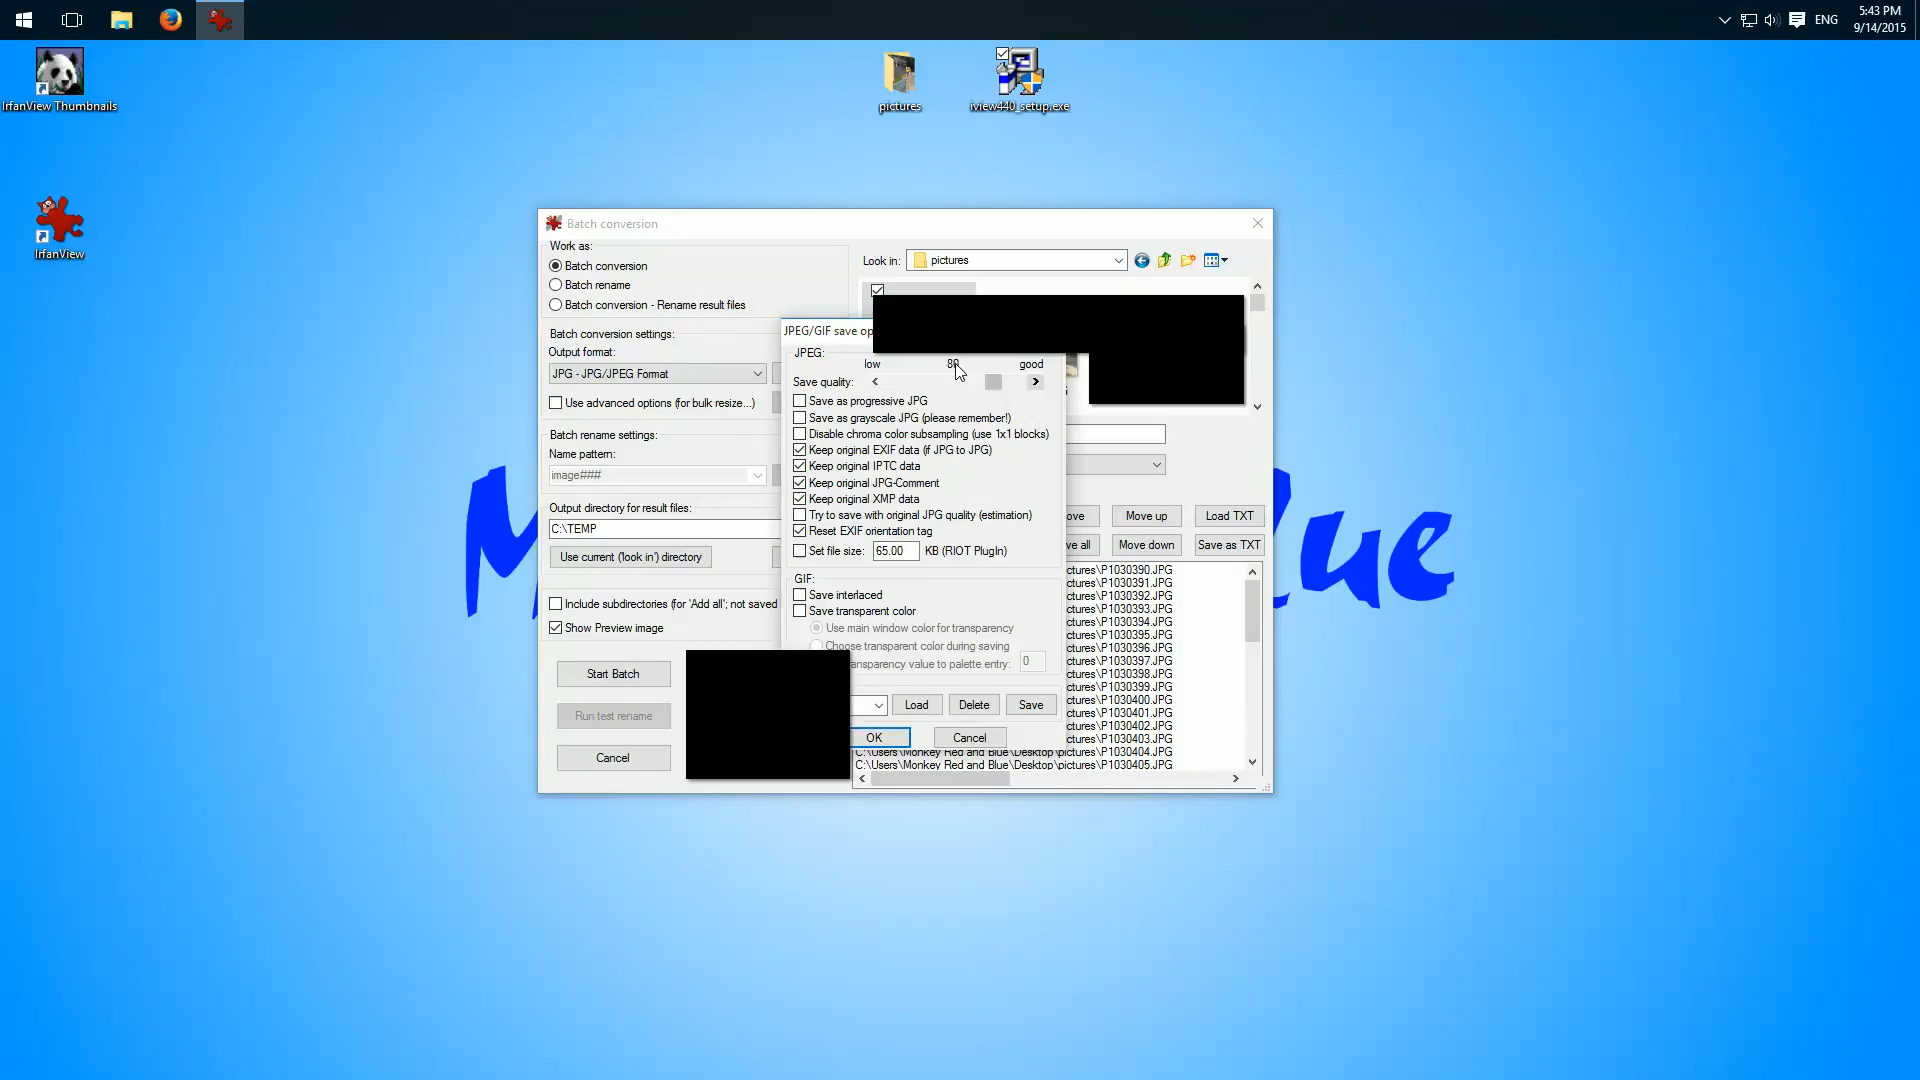 ENG
5:43 PM
9/14/2015
IrfanView Thumbnails
pictures
iview440_setup.exe
IrfanView
Batch conversion
Work as:
Batch conversion
Batch rename
Batch conversion - Rename result files
Look in:
pictures
Batch conversion settings:
Output format:
JPG - JPG/JPEG Format
Use advanced options (for bulk resize...)
Batch rename settings:
Name pattern:
image###
Output directory for result files:
C:\TEMP
Use current ('look in') directory
Include subdirectories (for 'Add all'; not saved
Show Preview image
Start Batch
Run test rename
Cancel
JPEG/GIF save op
JPEG:
low
80
good
Save quality:
Save as progressive JPG
Save as grayscale JPG (please remember!)
Disable chroma color subsampling (use 1x1 blocks)
Keep original EXIF data (if JPG to JPG)
Keep original IPTC data
Keep original JPG-Comment
Keep original XMP data
Try to save with original JPG quality (estimation)
Reset EXIF orientation tag
Set file size: 65.00 KB (RIOT PlugIn)
GIF:
Save interlaced
Save transparent color
Use main window color for transparency
Choose transparent color during saving
ansparency value to palette entry: 0
Load
Delete
Save
OK
Cancel
ove
Move up
Load TXT
ve all
Move down
Save as TXT
ctures\P1030390.JPG
ctures\P1030391.JPG
ctures\P1030392.JPG
ctures\P1030393.JPG
ctures\P1030394.JPG
ctures\P1030395.JPG
ctures\P1030396.JPG
ctures\P1030397.JPG
ctures\P1030398.JPG
ctures\P1030399.JPG
ctures\P1030400.JPG
ctures\P1030401.JPG
ctures\P1030402.JPG
ctures\P1030403.JPG
C:\Users\Monkey Red and Blue\Desktop\pictures\P1030404.JPG
C:\Users\Monkey Red and Blue\Desktop\pictures\P1030405.JPG
M
lue